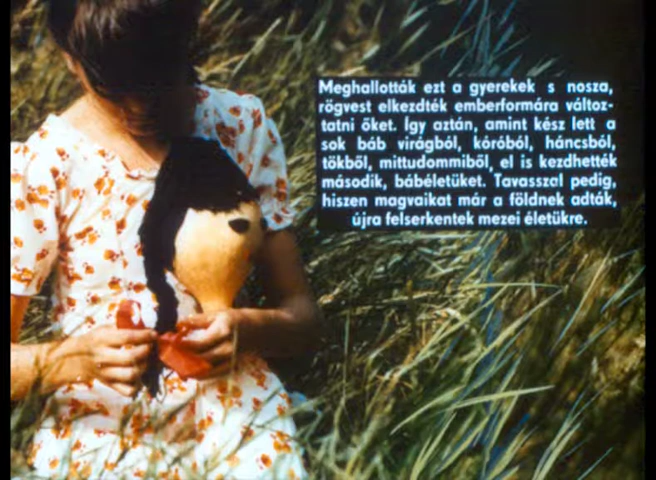 Meghallották ezt a gyerekek s nosza,
rögvest elkezdték emberformára változ-
tatni őket. Így aztán, amint kész lett a
sok báb virágból, kóróból, háncsból,
tökből, mittudommiből, el is kezdhették
második, bábéletüket. Tavasszal pedig,
hiszen magvaikat már a földnek adták,
újra felserkentek mezei életükre.